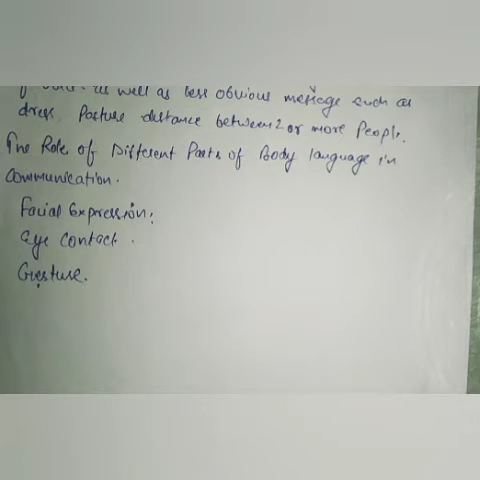 as well as less obvious message such as
dress, Posture distance between 2 or more People.
The Role of Different Parts of Body language in
Communication.
Facial Expression:
Eye Contact.
Gesture.